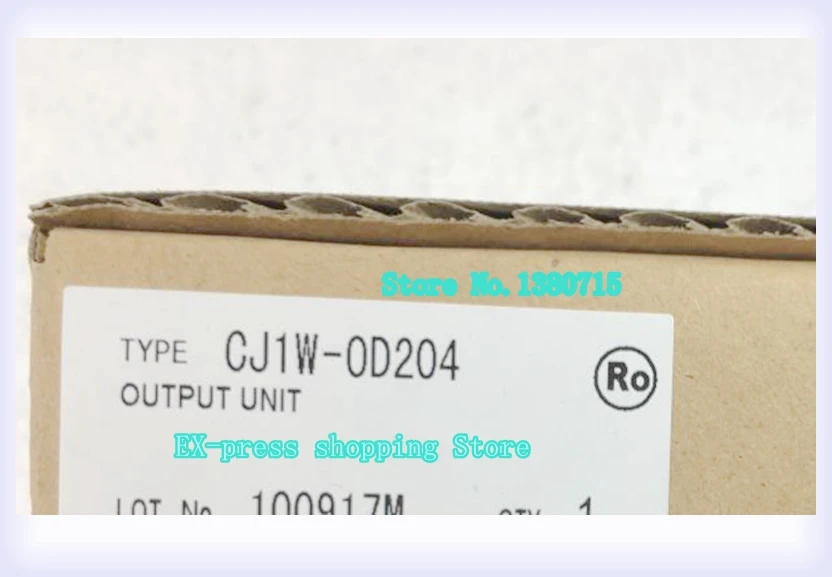 Store No.1380715
TYPE CJ1W-OD204
Ro
OUTPUT UNIT
EX-press shopping Store
LOT No. 100917M QTY 1